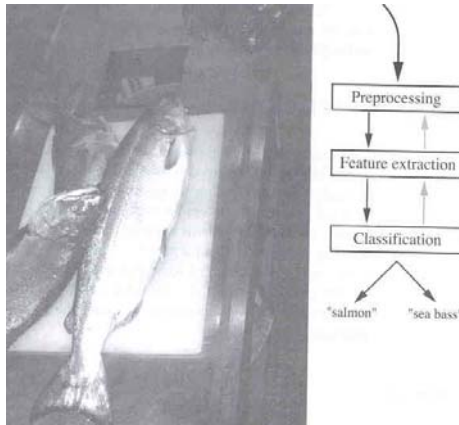 Preprocessing
Feature extraction
Classification
"salmon"
"sea bass"